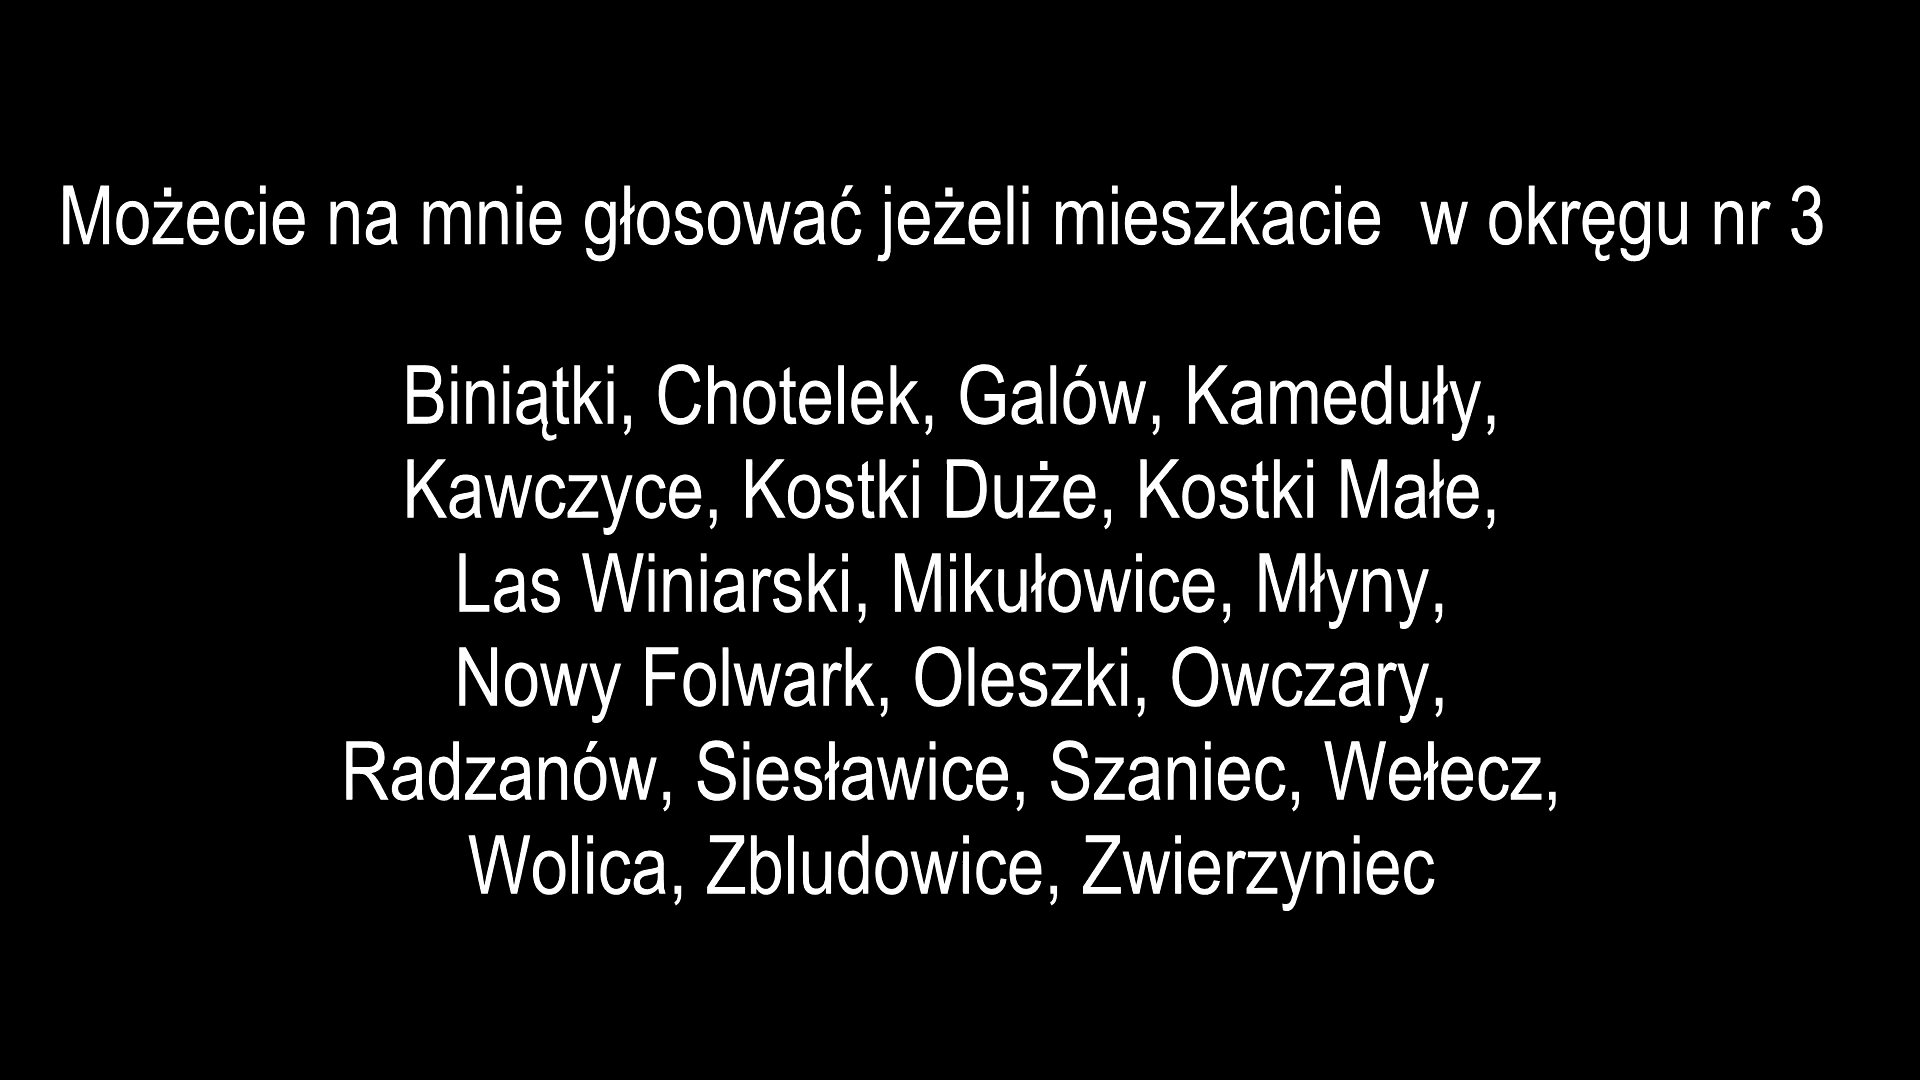 Możecie na mnie głosować jeżeli mieszkacie  w okręgu nr 3
Biniątki, Chotelek, Galów, Kameduły,
Kawczyce, Kostki Duże, Kostki Małe,
Las Winiarski, Mikułowice, Młyny,
Nowy Folwark, Oleszki, Owczary,
Radzanów, Siesławice, Szaniec, Wełecz,
Wolica, Zbludowice, Zwierzyniec